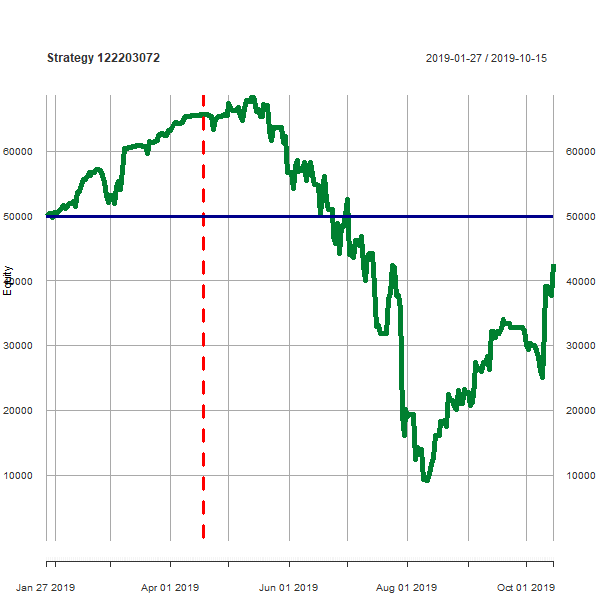 Strategy 122203072
2019-01-27 / 2019-10-15
60000
60000
50000
50000
Equity
40000
40000
30000
30000
20000
20000
10000
10000
Jan 27 2019
Apr 01 2019
Jun 01 2019
Aug 01 2019
Oct 01 2019